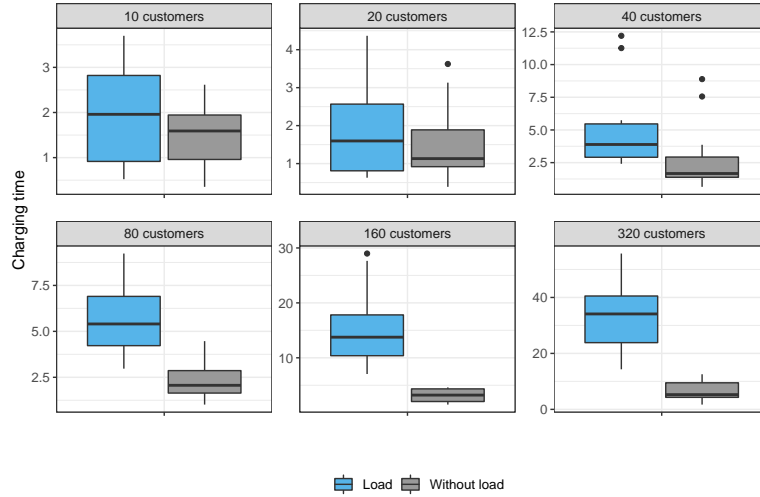 10 customers
20 customers
40 customers
3
2
1
4
3
2
1
12.5
10.0
7.5
5.0
2.5
Charging time
80 customers
160 customers
320 customers
7.5
5.0
2.5
30
20
10
40
20
0
Load
Without load